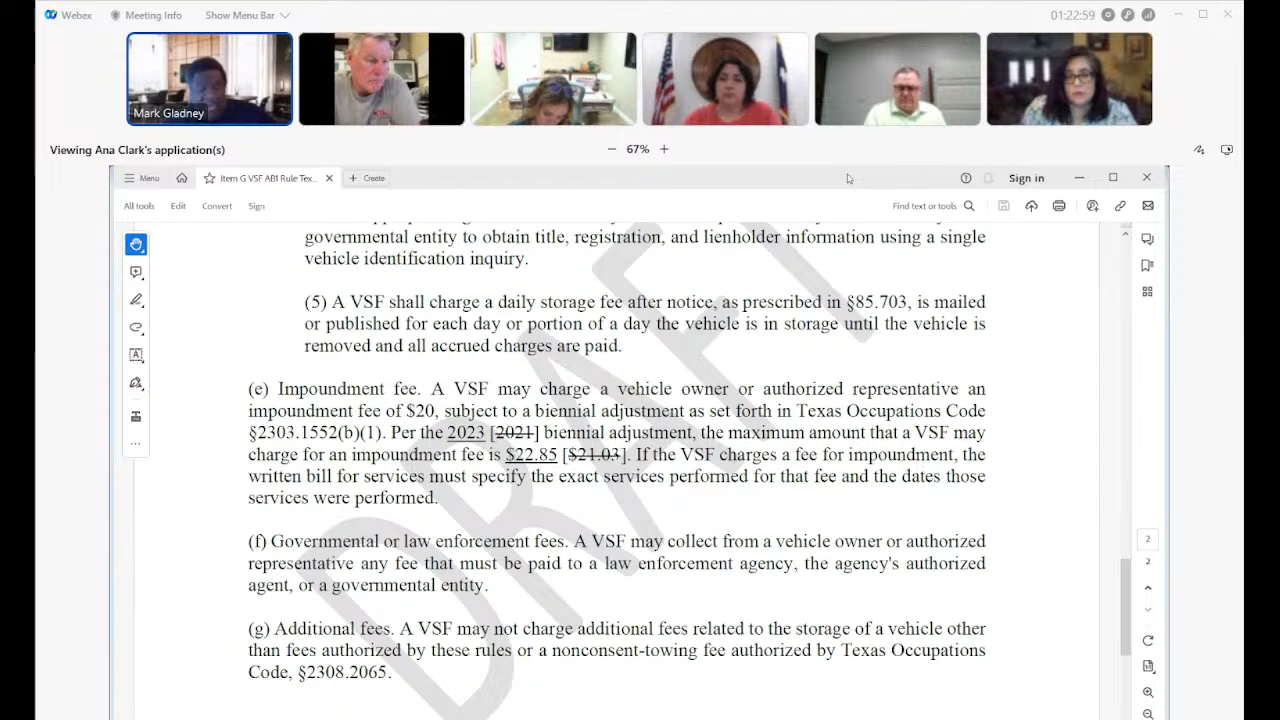 Webex
Meeting Info
Show Menu Bar
01:22:59
Mark Gladney
Viewing Ana Clark's application(s)
67%
Menu
Item G VSF AB1 Rule Tex...
Create
Sign in
All tools
Edit
Convert
Sign
Find text or tools
governmental entity to obtain title, registration, and lienholder information using a single
vehicle identification inquiry.
(5) A VSF shall charge a daily storage fee after notice, as prescribed in §85.703, is mailed
or published for each day or portion of a day the vehicle is in storage until the vehicle is
removed and all accrued charges are paid.
(e) Impoundment fee. A VSF may charge a vehicle owner or authorized representative an
impoundment fee of $20, subject to a biennial adjustment as set forth in Texas Occupations Code
§2303.1552(b)(1). Per the 2023 [2021] biennial adjustment, the maximum amount that a VSF may
charge for an impoundment fee is $22.85 [$21.03]. If the VSF charges a fee for impoundment, the
written bill for services must specify the exact services performed for that fee and the dates those
services were performed.
(f) Governmental or law enforcement fees. A VSF may collect from a vehicle owner or authorized
representative any fee that must be paid to a law enforcement agency, the agency's authorized
agent, or a governmental entity.
(g) Additional fees. A VSF may not charge additional fees related to the storage of a vehicle other
than fees authorized by these rules or a nonconsent-towing fee authorized by Texas Occupations
Code, §2308.2065.
DRAFT
2
2